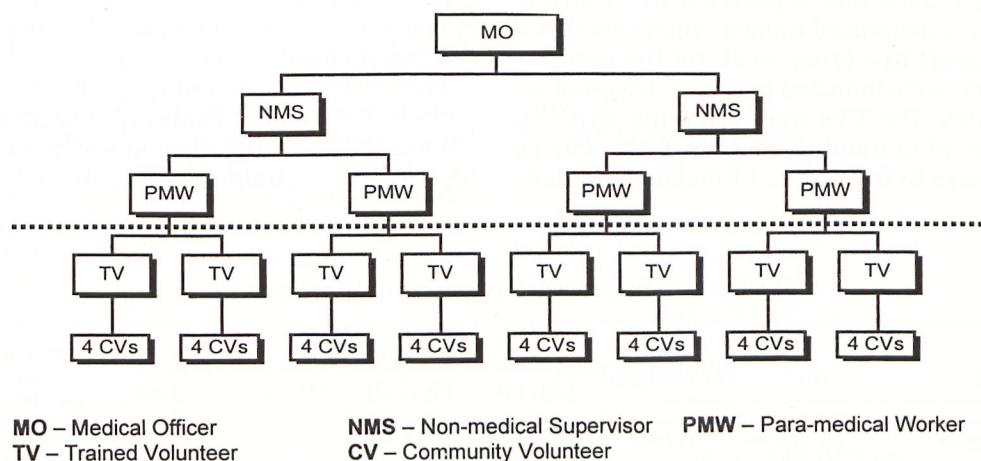 MO
NMS NMS
PMW PMW PMW PMW
TV TV TV TV TV TV TV TV
4 CVs 4 CVs 4 CVs 4 CVs 4 CVs 4 CVs 4 CVs 4 CVs
MO – Medical Officer NMS – Non-medical Supervisor PMW – Para-medical Worker
TV – Trained Volunteer CV – Community Volunteer